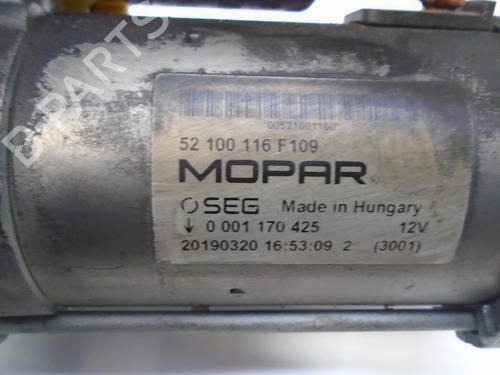 B PARTS
00521001160
52 100 116 F109
MOPAR
SEG Made in Hungary
↓ 0 001 170 425 12V
20190320 16:53:09 2 (3001)